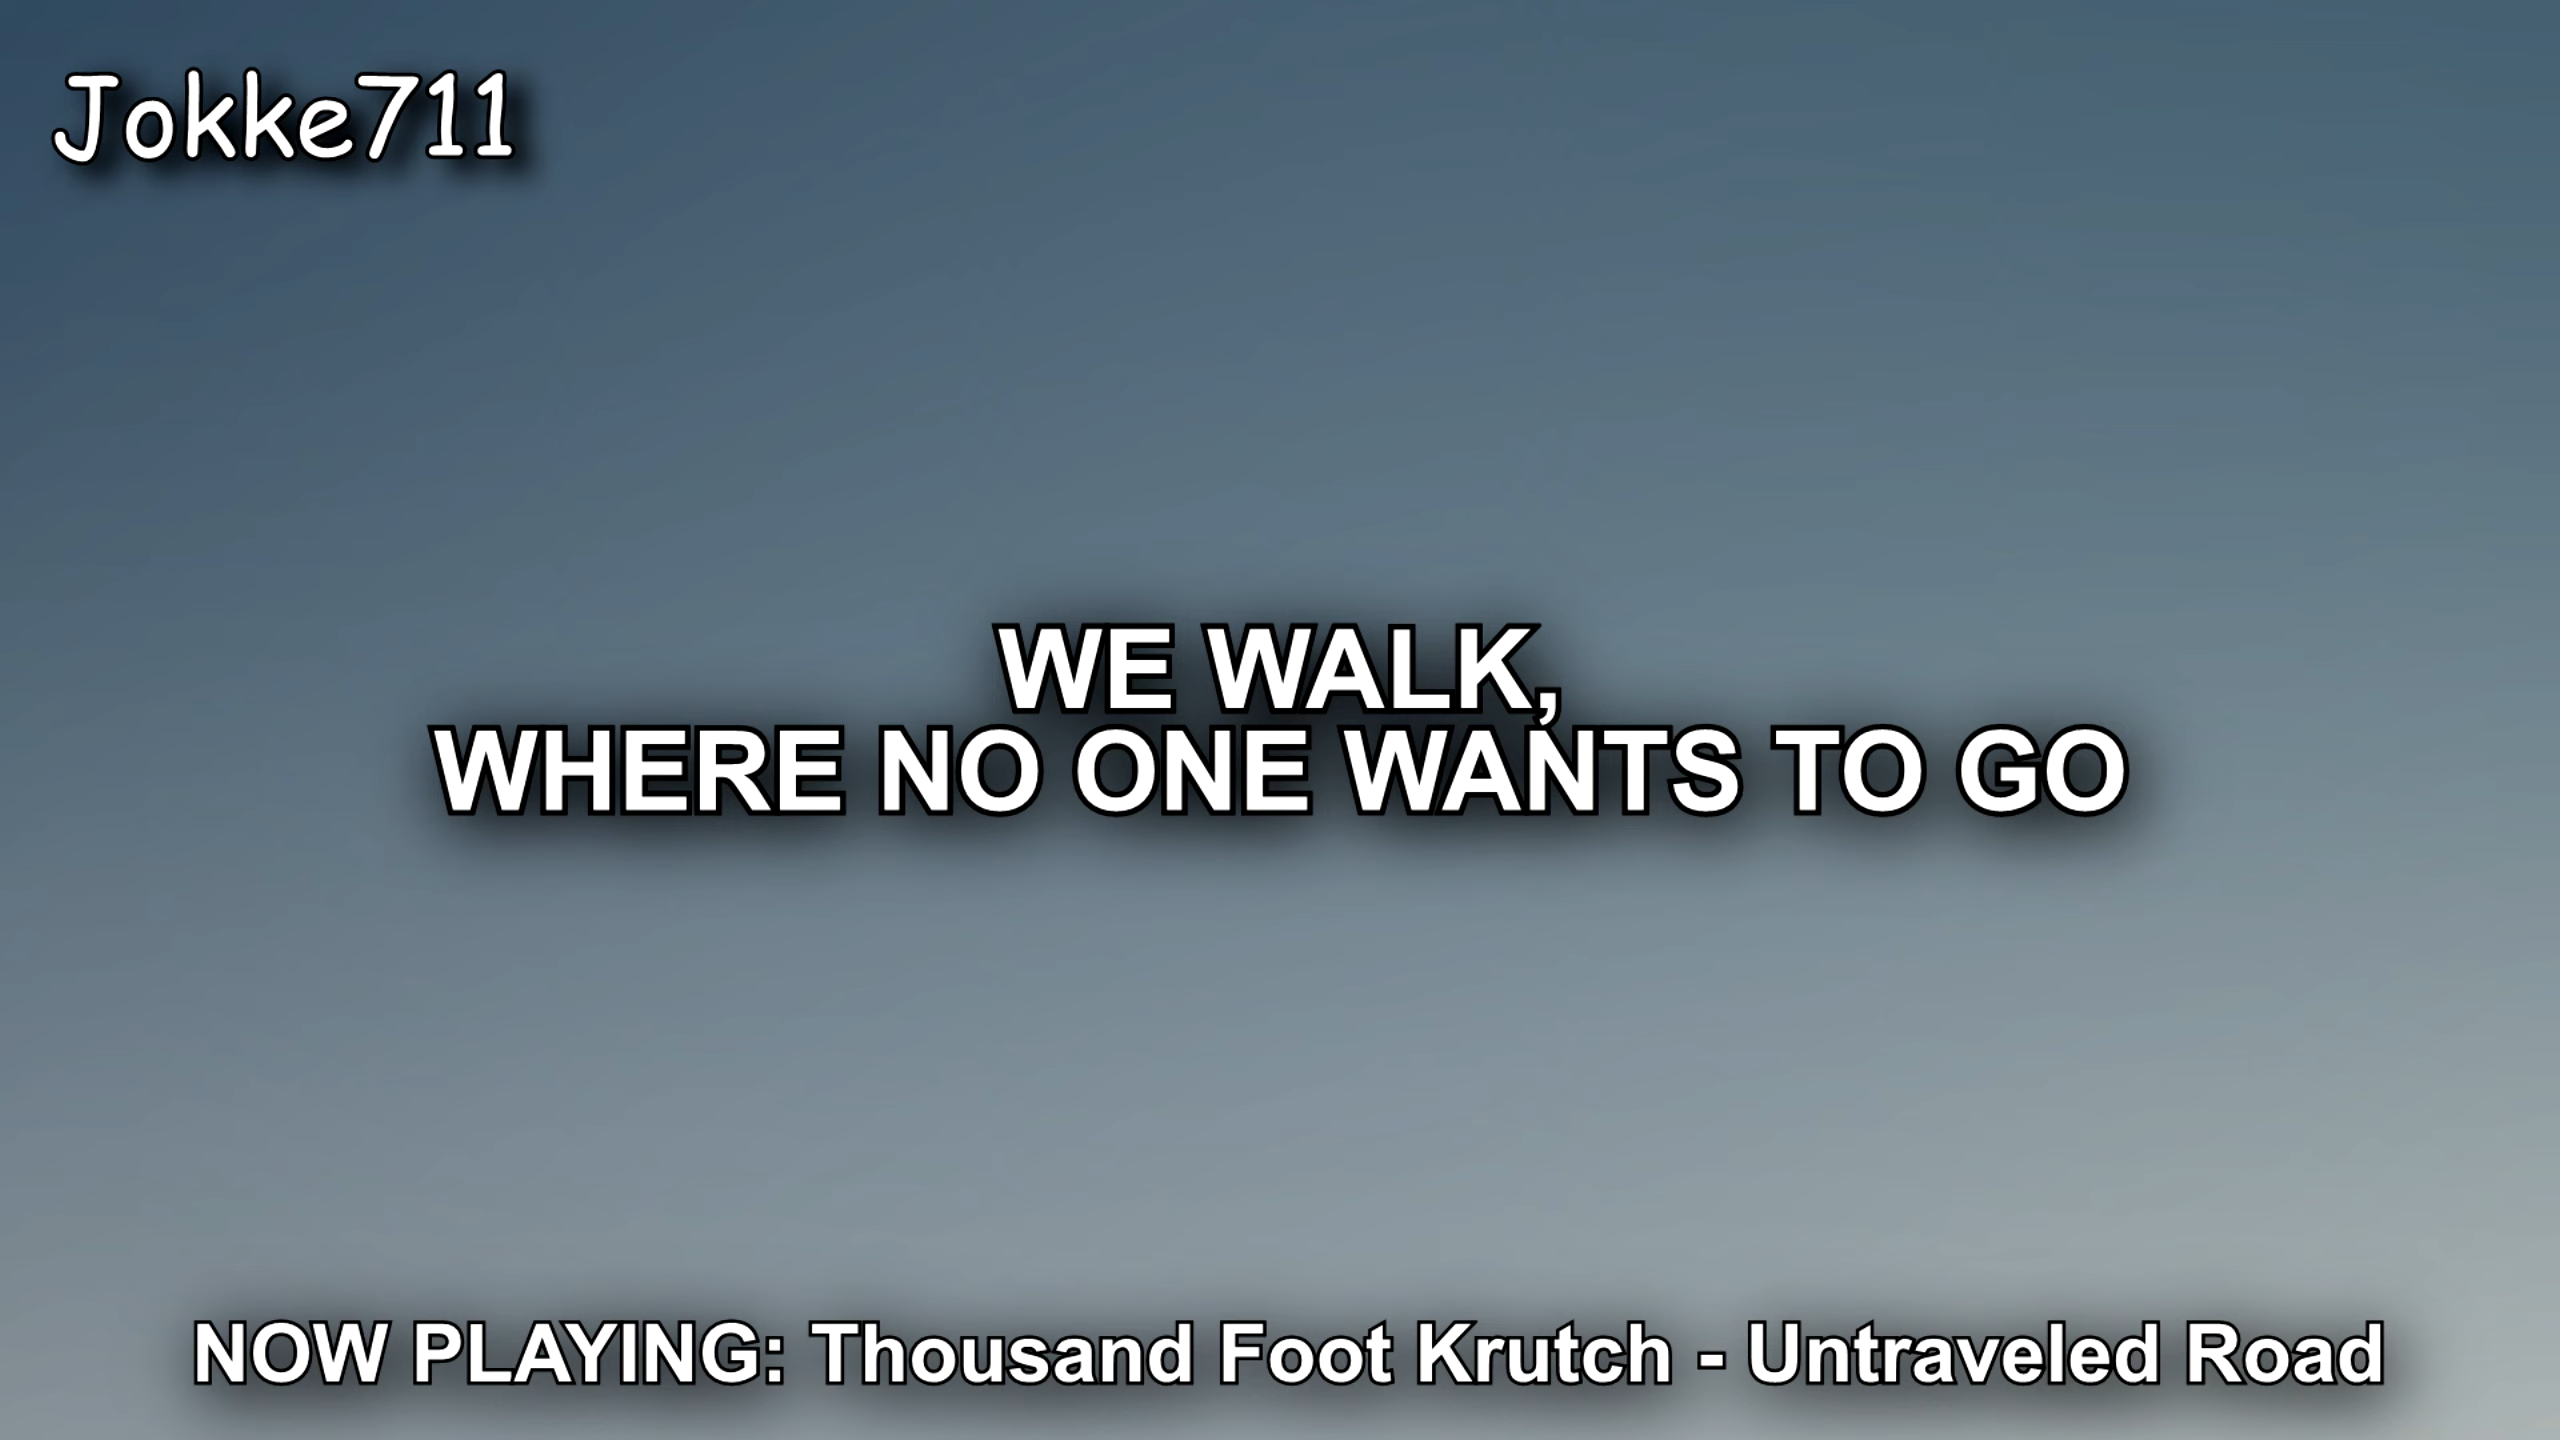 Jokke711
WE WALK,
WHERE NO ONE WANTS TO GO
NOW PLAYING: Thousand Foot Krutch - Untraveled Road